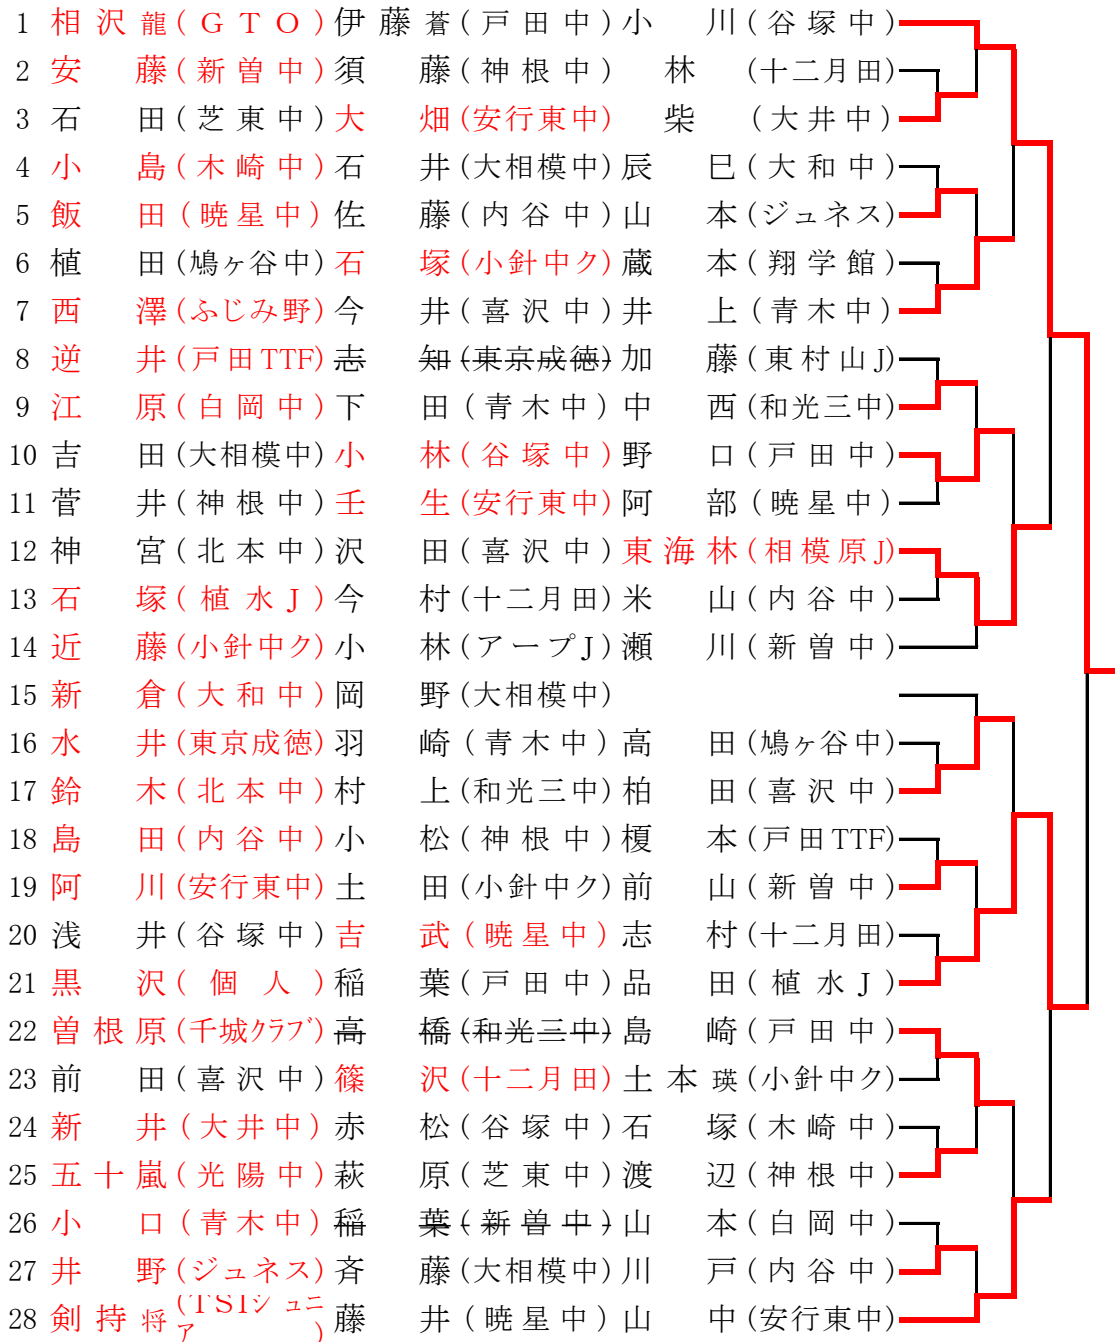 1 相沢龍(GTO) 伊藤蒼(戸田中) 小川(谷塚中)
2 安藤(新曽中) 須藤(神根中) 林(十二月田)
3 石田(芝東中) 大畑(安行東中) 柴(大井中)
4 小島(木崎中) 石井(大相模中) 辰巳(大和中)
5 飯田(暁星中) 佐藤(内谷中) 山本(ジュネス)
6 植田(鳩ヶ谷中) 石塚(小針中ク) 蔵本(翔学館)
7 西澤(ふじみ野) 今井(喜沢中) 井上(青木中)
8 逆井(戸田TTF) 志知(東京成徳) 加藤(東村山J)
9 江原(白岡中) 下田(青木中) 中西(和光三中)
10 吉田(大相模中) 小林(谷塚中) 野口(戸田中)
11 菅井(神根中) 壬生(安行東中) 阿部(暁星中)
12 神宮(北本中) 沢田(喜沢中) 東海林(相模原J)
13 石塚(植水J) 今村(十二月田) 米山(内谷中)
14 近藤(小針中ク) 小林(アープJ) 瀬川(新曽中)
15 新倉(大和中) 岡野(大相模中)
16 水井(東京成徳) 羽崎(青木中) 高田(鳩ヶ谷中)
17 鈴木(北本中) 村上(和光三中) 柏田(喜沢中)
18 島田(内谷中) 小松(神根中) 榎本(戸田TTF)
19 阿川(安行東中) 土田(小針中ク) 前山(新曽中)
20 浅井(谷塚中) 吉武(暁星中) 志村(十二月田)
21 黒沢(個人) 稲葉(戸田中) 品田(植水J)
22 曽根原(千城クラブ) 高橋(和光三中) 島崎(戸田中)
23 前田(喜沢中) 篠沢(十二月田) 土本瑛(小針中ク)
24 新井(大井中) 赤松(谷塚中) 石塚(木崎中)
25 五十嵐(光陽中) 萩原(芝東中) 渡辺(神根中)
26 小口(青木中) 稲葉(新曽中) 山本(白岡中)
27 井野(ジュネス) 斉藤(大相模中) 川戸(内谷中)
28 剣持将(TSIジュニア) 藤井(暁星中) 山中(安行東中)